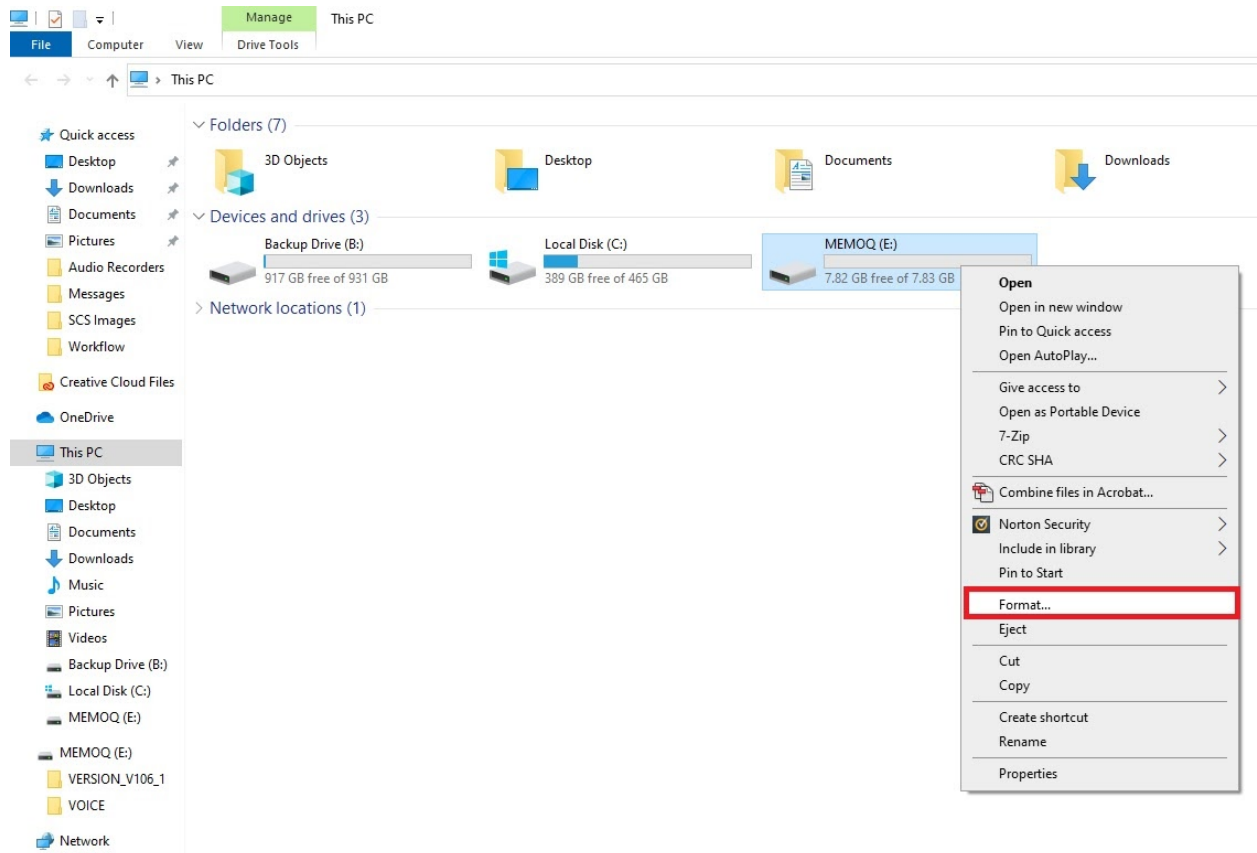 Manage This PC
File Computer View Drive Tools
This PC
Quick access
Desktop
Downloads
Documents
Pictures
Audio Recorders
Messages
SCS Images
Workflow
Creative Cloud Files
OneDrive
This PC
3D Objects
Desktop
Documents
Downloads
Music
Pictures
Videos
Backup Drive (B:)
Local Disk (C:)
MEMOQ (E:)
MEMOQ (E:)
VERSION_V106_1
VOICE
Network
Folders (7)
3D Objects Desktop Documents Downloads
Devices and drives (3)
Backup Drive (B:)
917 GB free of 931 GB
Local Disk (C:)
389 GB free of 465 GB
MEMOQ (E:)
7.82 GB free of 7.83 GB
Network locations (1)
Open
Open in new window
Pin to Quick access
Open AutoPlay...
Give access to
Open as Portable Device
7-Zip
CRC SHA
Combine files in Acrobat...
Norton Security
Include in library
Pin to Start
Format...
Eject
Cut
Copy
Create shortcut
Rename
Properties